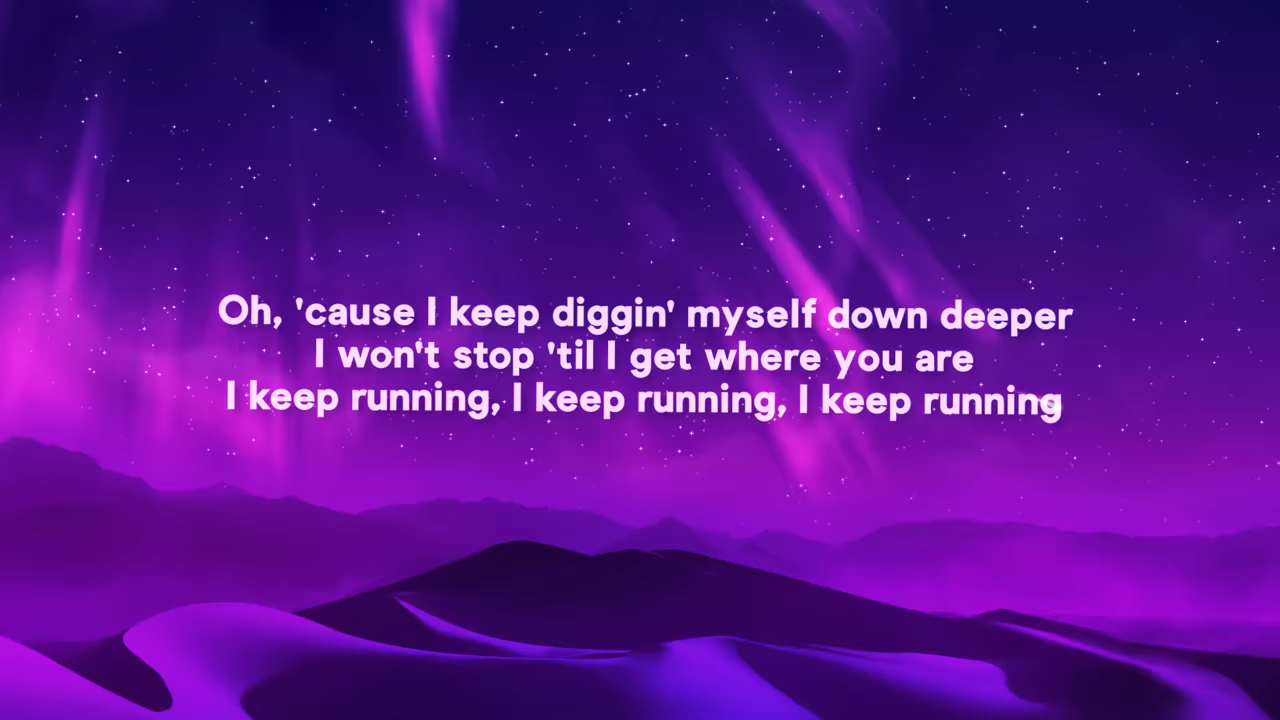 Oh, 'cause I keep diggin' myself down deeper
I won't stop 'til I get where you are
I keep running, I keep running, I keep running